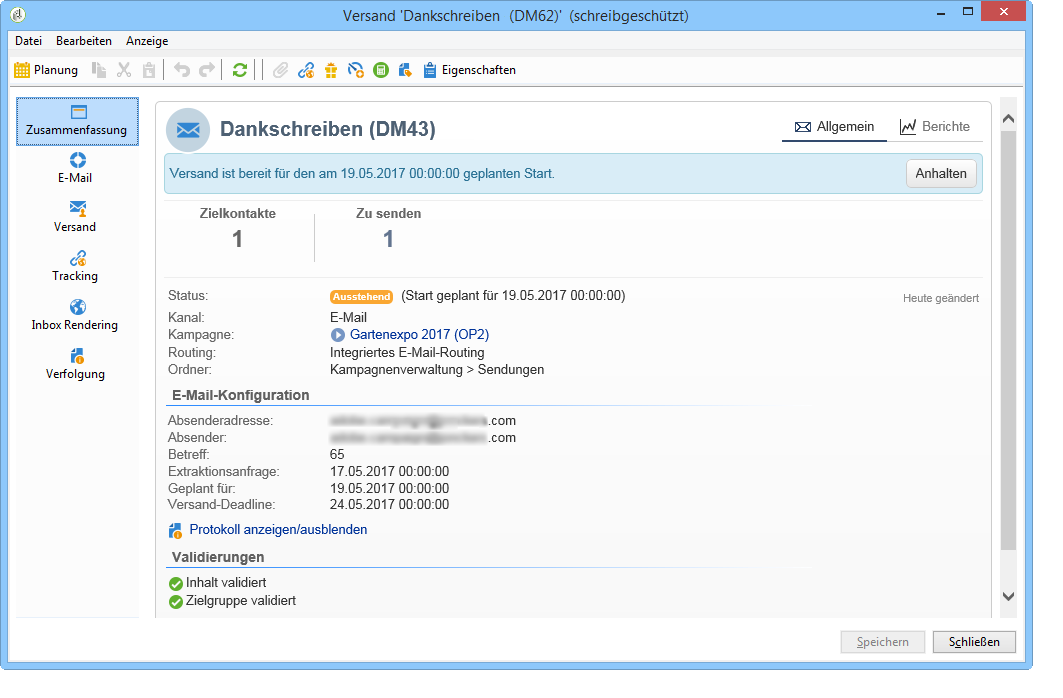 Versand 'Dankschreiben (DM62)' (schreibgeschützt)
Datei Bearbeiten Anzeige
Planung Eigenschaften
Zusammenfassung
E-Mail
Versand
Tracking
Inbox Rendering
Verfolgung
Dankschreiben (DM43)
Allgemein Berichte
Versand ist bereit für den am 19.05.2017 00:00:00 geplanten Start. Anhalten
Zielkontakte Zu senden
1 1
Status: Ausstehend (Start geplant für 19.05.2017 00:00:00) Heute geändert
Kanal: E-Mail
Kampagne: Gartenexpo 2017 (OP2)
Routing: Integriertes E-Mail-Routing
Ordner: Kampagnenverwaltung > Sendungen
E-Mail-Konfiguration
Absenderadresse: .com
Absender: .com
Betreff: 65
Extraktionsanfrage: 17.05.2017 00:00:00
Geplant für: 19.05.2017 00:00:00
Versand-Deadline: 24.05.2017 00:00:00
Protokoll anzeigen/ausblenden
Validierungen
Inhalt validiert
Zielgruppe validiert
Speichern Schließen